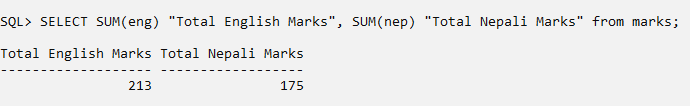 SQL> SELECT SUM(eng) "Total English Marks", SUM(nep) "Total Nepali Marks" from marks;
Total English Marks Total Nepali Marks
------------------- ------------------
                213                175